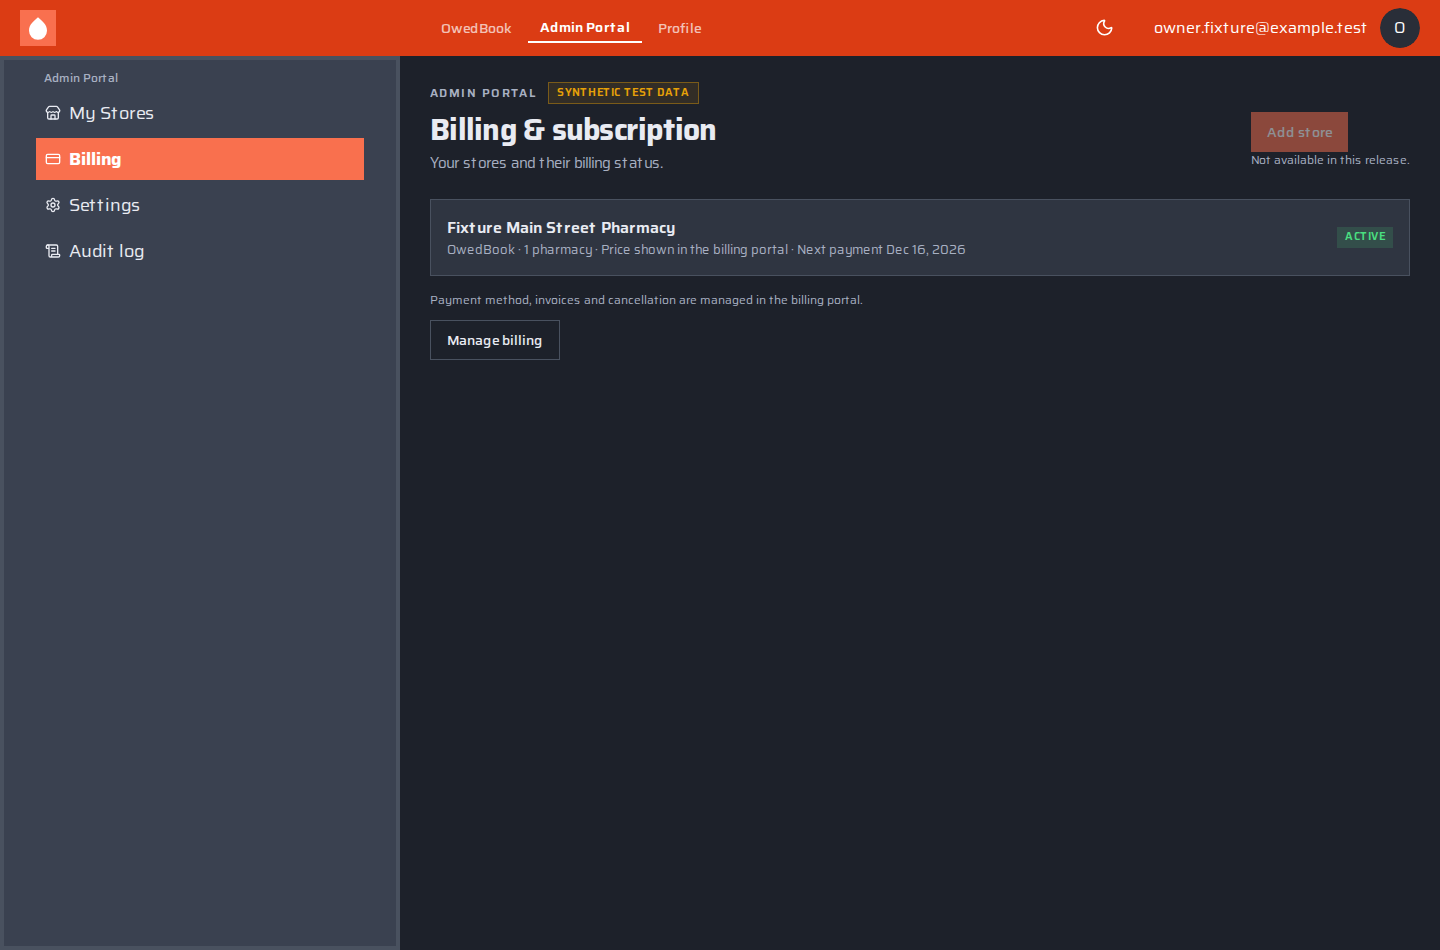 OwedBook Admin Portal Profile owner.fixture@example.test O
Admin Portal
My Stores
Billing
Settings
Audit log
ADMIN PORTAL SYNTHETIC TEST DATA
Billing & subscription
Your stores and their billing status.
Add store
Not available in this release.
Fixture Main Street Pharmacy
OwedBook · 1 pharmacy · Price shown in the billing portal · Next payment Dec 16, 2026
ACTIVE
Payment method, invoices and cancellation are managed in the billing portal.
Manage billing